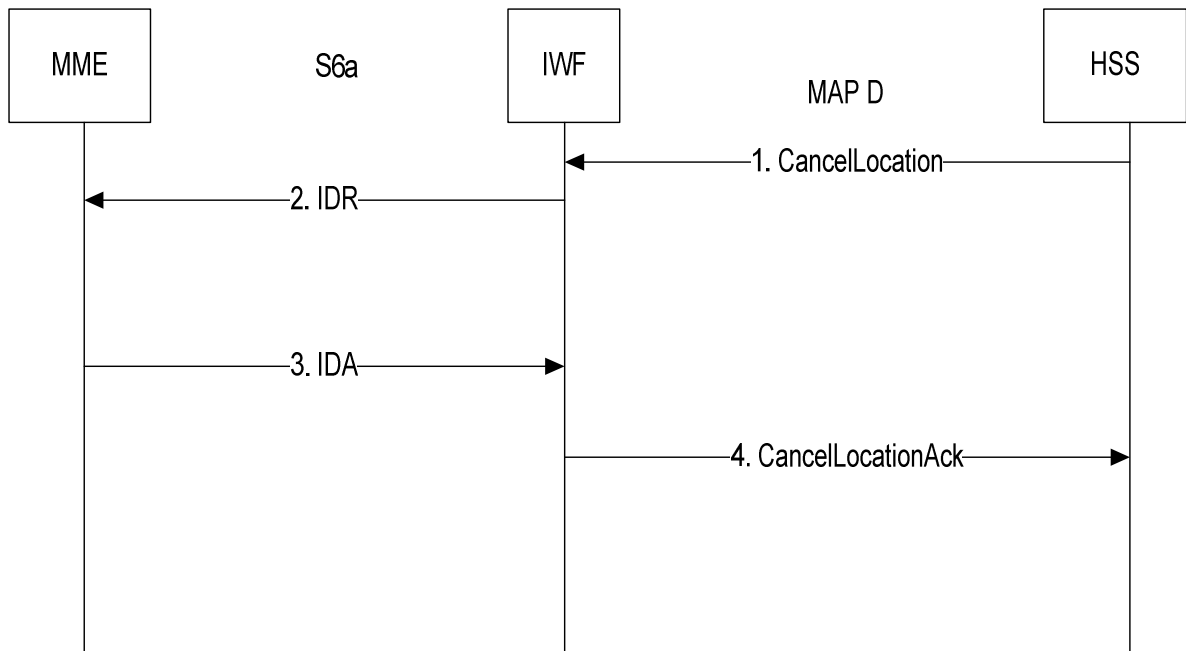 MME
S6a
IWF
MAP D
HSS
1. CancelLocation
2. IDR
3. IDA
4. CancelLocationAck